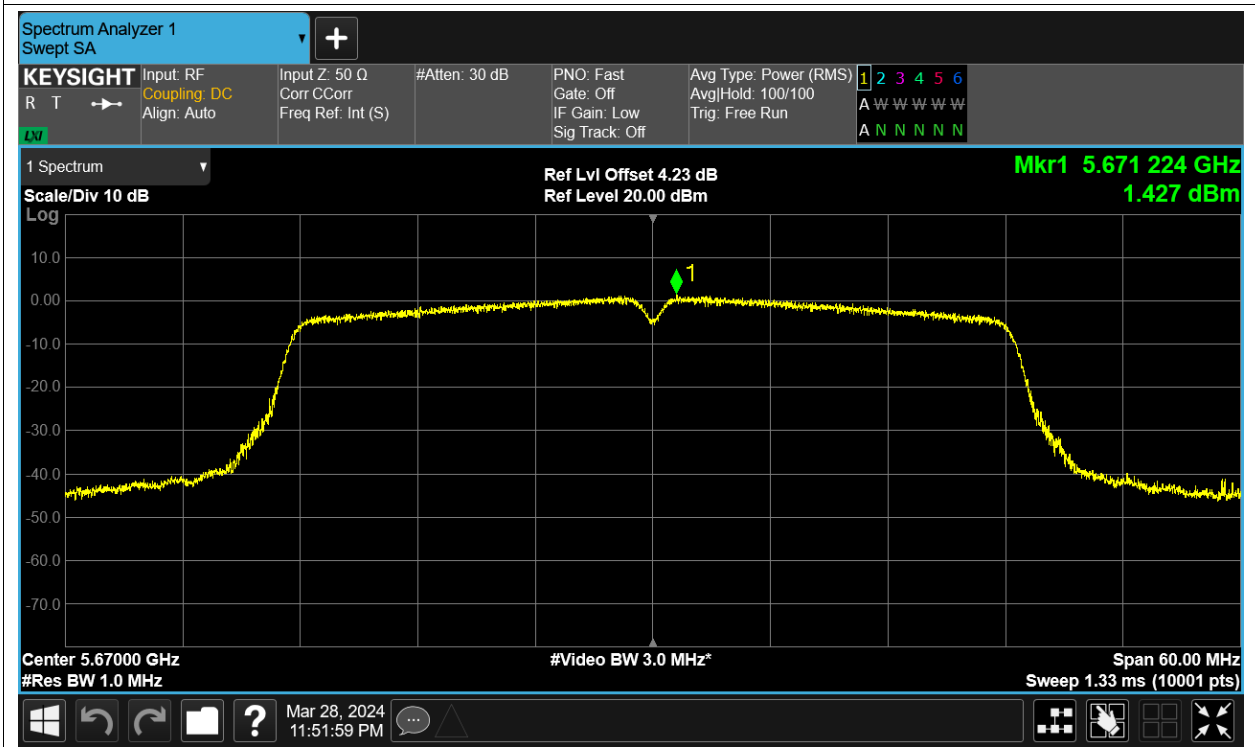 Spectrum Analyzer 1
Swept SA
KEYSIGHT
R T
LXI
Input: RF
Coupling: DC
Align: Auto
Input Z: 50 Ω
Corr CCorr
Freq Ref: Int (S)
#Atten: 30 dB
PNO: Fast
Gate: Off
IF Gain: Low
Sig Track: Off
Avg Type: Power (RMS)
Avg|Hold: 100/100
Trig: Free Run
1 2 3 4 5 6
A W W W W W
A N N N N N
1 Spectrum
Scale/Div 10 dB
Log
Ref Lvl Offset 4.23 dB
Ref Level 20.00 dBm
Mkr1 5.671 224 GHz
1.427 dBm
1
10.0
0.00
-10.0
-20.0
-30.0
-40.0
-50.0
-60.0
-70.0
Center 5.67000 GHz
#Res BW 1.0 MHz
#Video BW 3.0 MHz*
Span 60.00 MHz
Sweep 1.33 ms (10001 pts)
?
Mar 28, 2024
11:51:59 PM